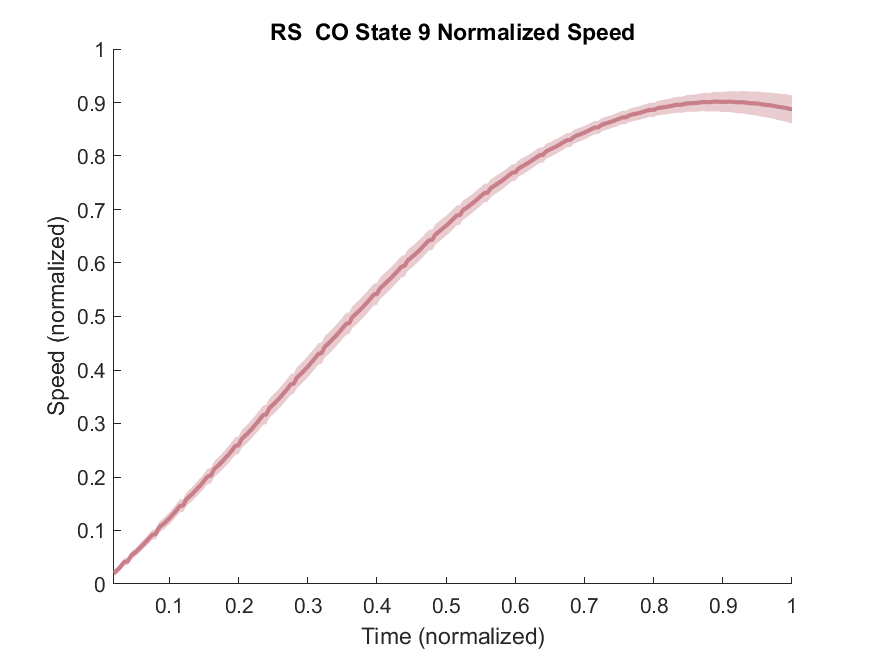 RS  CO State 9 Normalized Speed
1
0.9
0.8
0.7
0.6
0.5
0.4
0.3
0.2
0.1
0
Speed (normalized)
0.1 0.2 0.3 0.4 0.5 0.6 0.7 0.8 0.9 1
Time (normalized)